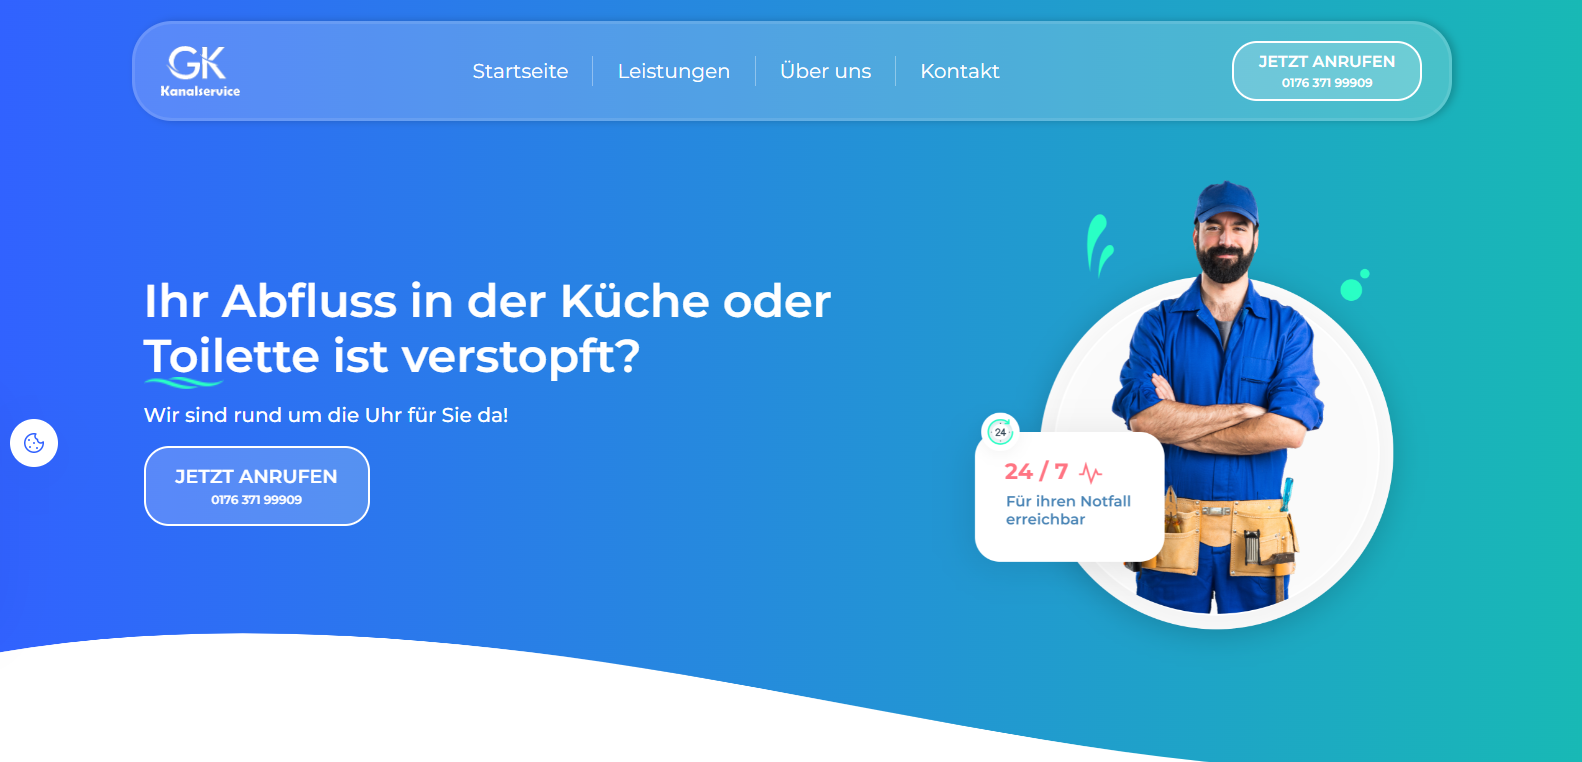 GK
Kanalservice
Startseite
Leistungen
Über uns
Kontakt
JETZT ANRUFEN
0176 371 99909
Ihr Abfluss in der Küche oder
Toilette ist verstopft?
Wir sind rund um die Uhr für Sie da!
JETZT ANRUFEN
0176 371 99909
24
24 / 7
Für ihren Notfall
erreichbar